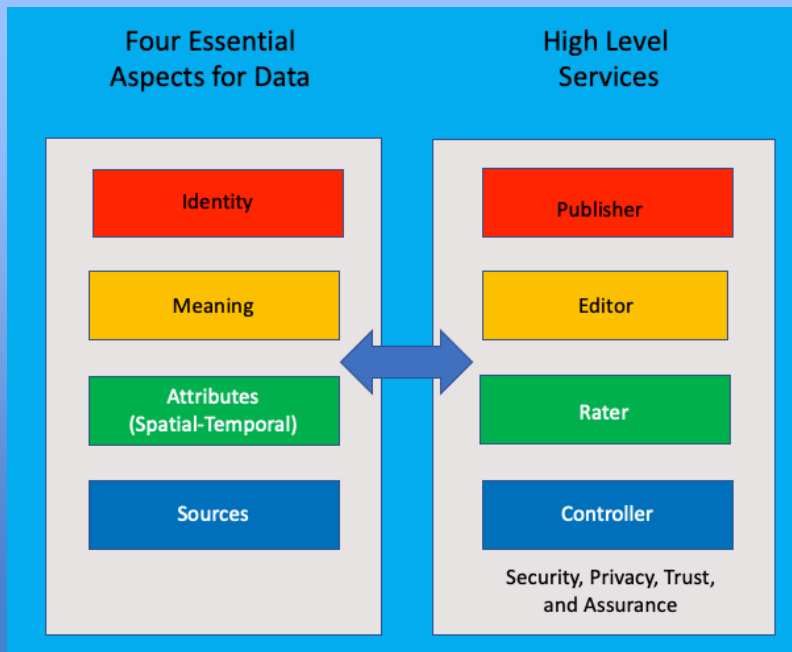 Four Essential
Aspects for Data
Identity
Meaning
Attributes
(Spatial-Temporal)
Sources
High Level
Services
Publisher
Editor
Rater
Controller
Security, Privacy, Trust,
and Assurance